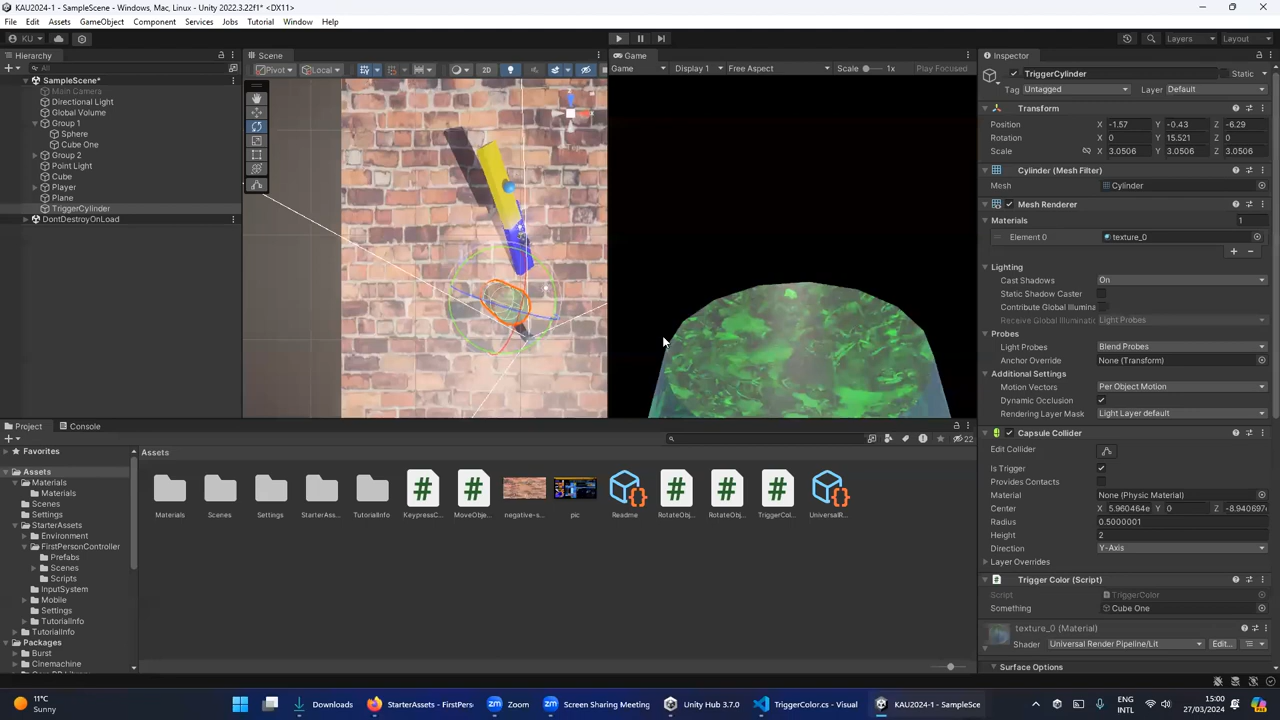 KAU2024-1 - SampleScene - Windows, Mac, Linux - Unity 2022.3.22f1* <DX11>
File Edit Assets GameObject Component Services Jobs Tutorial Window Help
KU
Layers Layout
Hierarchy
All
SampleScene*
Main Camera
Directional Light
Global Volume
Group 1
Sphere
Cube One
Group 2
Point Light
Cube
Player
Plane
TriggerCylinder
DontDestroyOnLoad
Scene
Pivot Local 2D
Game
Game Display 1 Free Aspect Scale 1x Play Focused
Inspector
TriggerCylinder Static
Tag Untagged Layer Default
Transform
Position X -1.57 Y -0.43 Z -6.29
Rotation X 0 Y 15.521 Z 0
Scale X 3.0506 Y 3.0506 Z 3.0506
Cylinder (Mesh Filter)
Mesh Cylinder
Mesh Renderer
Materials 1
Element 0 texture_0
Lighting
Cast Shadows On
Static Shadow Caster
Contribute Global Illumina
Receive Global Illuminatic Light Probes
Probes
Light Probes Blend Probes
Anchor Override None (Transform)
Additional Settings
Motion Vectors Per Object Motion
Dynamic Occlusion
Rendering Layer Mask Light Layer default
Capsule Collider
Edit Collider
Is Trigger
Provides Contacts
Material None (Physic Material)
Center X 5.960464e Y 0 Z -8.940697
Radius 0.5000001
Height 2
Direction Y-Axis
Layer Overrides
Trigger Color (Script)
Script TriggerColor
Something Cube One
texture_0 (Material)
Shader Universal Render Pipeline/Lit Edit...
Surface Options
Project Console
22
Favorites
Assets
Materials
Materials
Scenes
Settings
StarterAssets
Environment
FirstPersonController
Prefabs
Scenes
Scripts
InputSystem
Mobile
Settings
TutorialInfo
TutorialInfo
Packages
Burst
Cinemachine
Assets
Materials Scenes Settings StarterAss... TutorialInfo KeypressC... MoveObje... negative-s... pic Readme RotateObj... RotateObj... TriggerCol... UniversalR...
11°C
Sunny
Downloads
StarterAssets - FirstPers
Zoom
Screen Sharing Meeting
Unity Hub 3.7.0
TriggerColor.cs - Visual
KAU2024-1 - SampleSce
ENG
INTL
15:00
27/03/2024